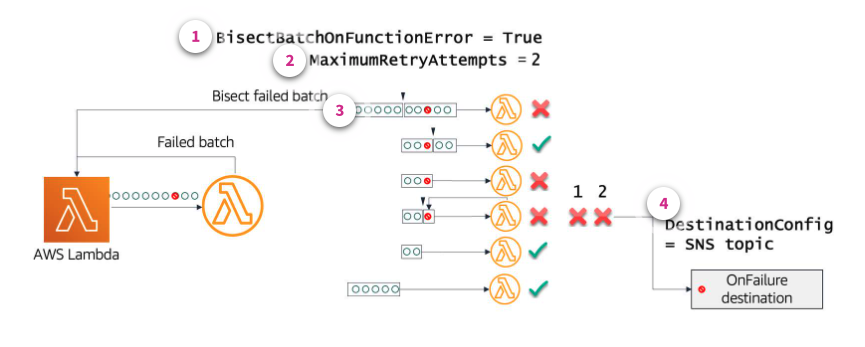 1 BisectBatchOnFunctionError = True
2 MaximumRetryAttempts = 2
Bisect failed batch
3
Failed batch
1 2
4
DestinationConfig
= SNS topic
AWS Lambda
OnFailure
destination